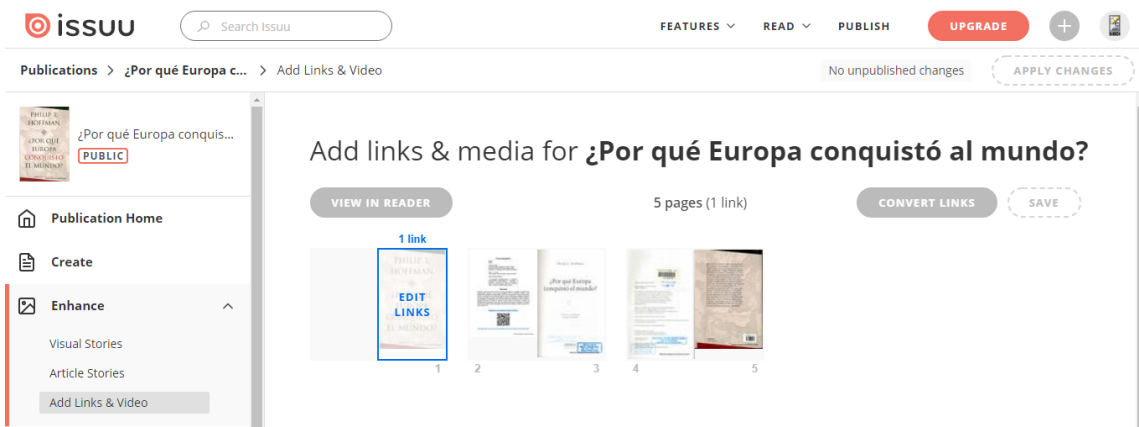 issuu
Search Issuu
FEATURES
READ
PUBLISH
UPGRADE
Publications > ¿Por qué Europa c... > Add Links & Video
No unpublished changes
APPLY CHANGES
PHILIP T.
HOFFMAN
¿POR QUÉ
EUROPA
CONQUISTÓ
EL MUNDO?
¿Por qué Europa conquis...
PUBLIC
Publication Home
Create
Enhance
Visual Stories
Article Stories
Add Links & Video
Add links & media for ¿Por qué Europa conquistó al mundo?
VIEW IN READER
5 pages (1 link)
CONVERT LINKS
SAVE
1 link
PHILIP T.
HOFFMAN
EDIT
LINKS
EL MUNDO?
¿Por qué Europa
conquistó el mundo?
1
2
3
4
5